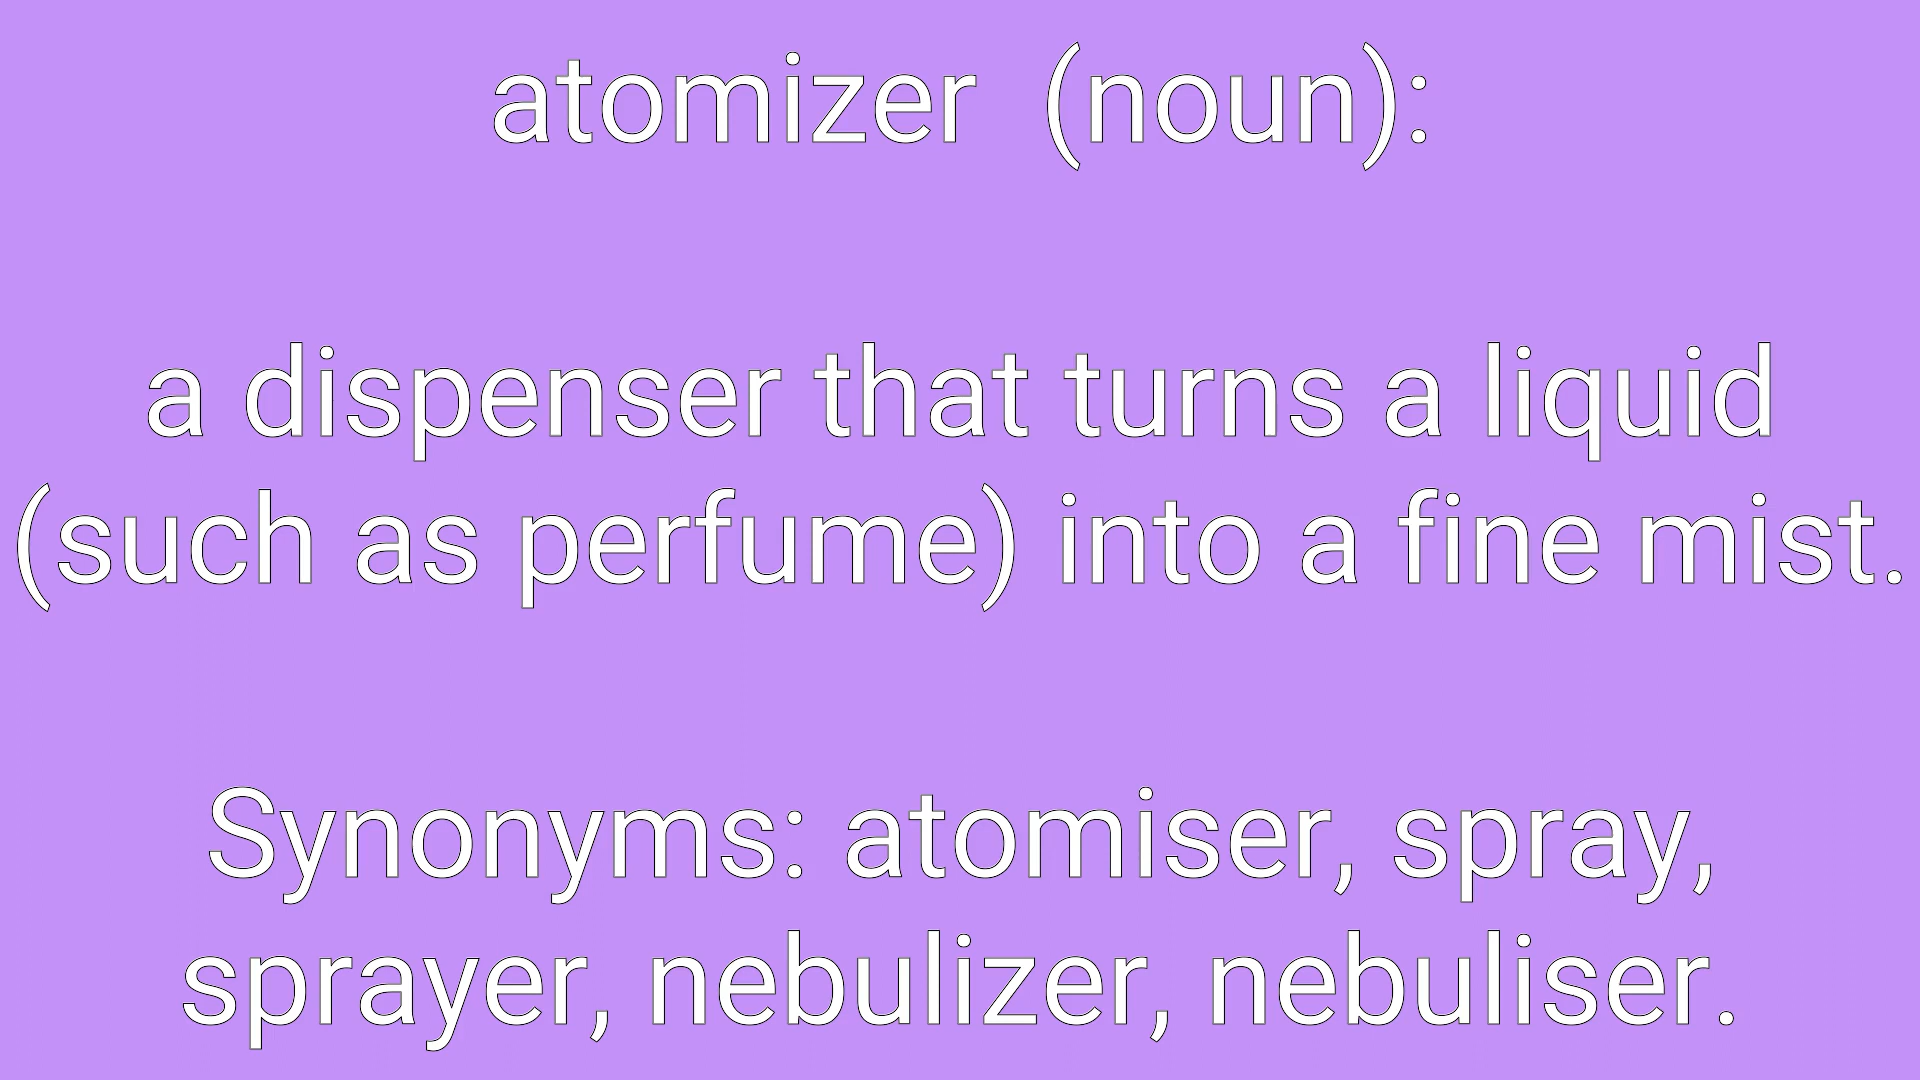 atomizer  (noun):
a dispenser that turns a liquid
(such as perfume) into a fine mist.
Synonyms: atomiser, spray,
sprayer, nebulizer, nebuliser.